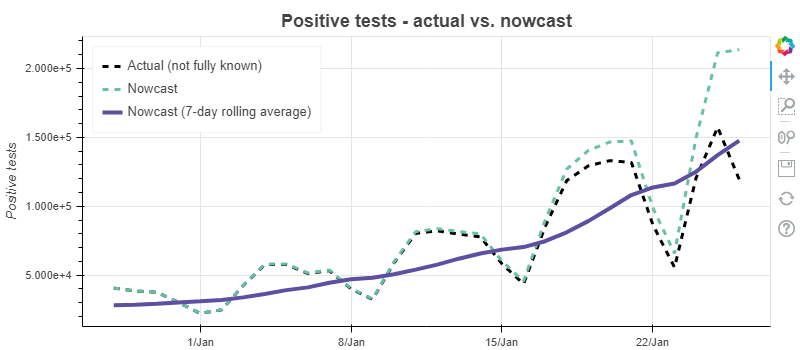 Positive tests - actual vs. nowcast
Actual (not fully known)
Nowcast
Nowcast (7-day rolling average)
Positive tests
2.000e+5
1.500e+5
1.000e+5
5.000e+4
1/Jan
8/Jan
15/Jan
22/Jan